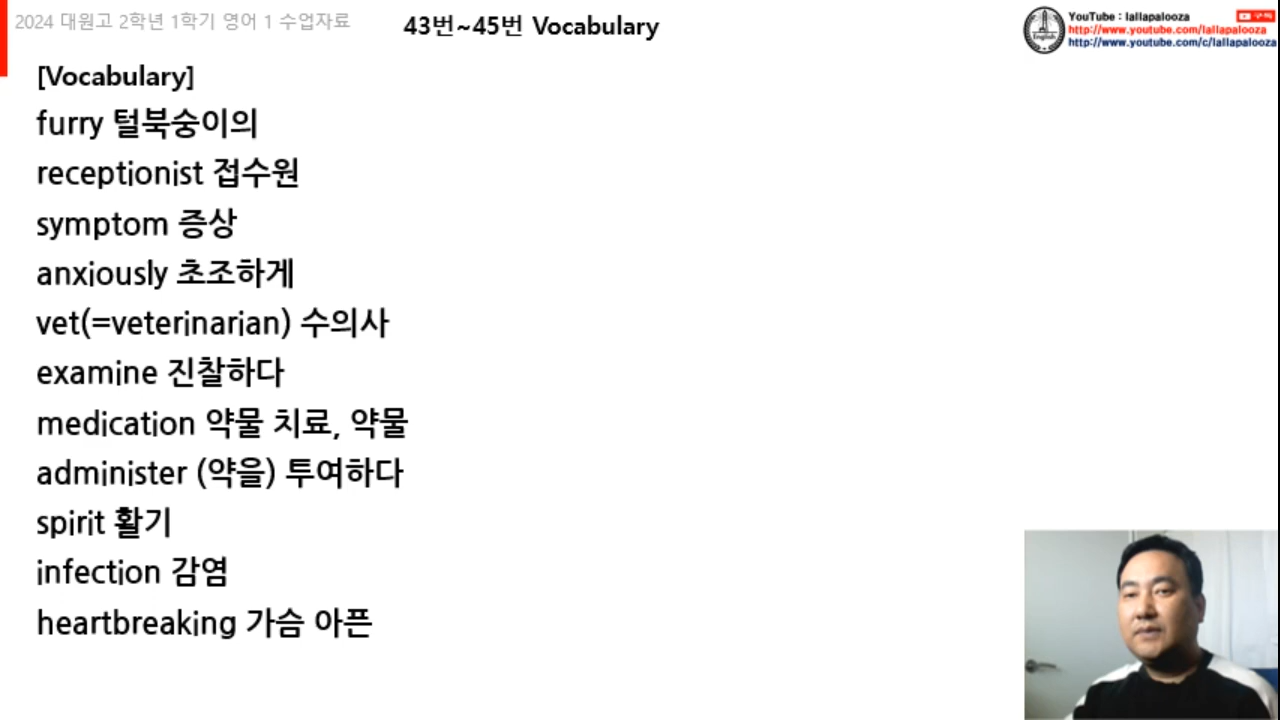 2024 대원고 2학년 1학기 영어 1 수업자료
43번~45번 Vocabulary
YouTube : lallapalooza
http://www.youtube.com/lallapalooza
http://www.youtube.com/c/lallapalooza
[Vocabulary]
furry 털북숭이의
receptionist 접수원
symptom 증상
anxiously 초조하게
vet(=veterinarian) 수의사
examine 진찰하다
medication 약물 치료, 약물
administer (약을) 투여하다
spirit 활기
infection 감염
heartbreaking 가슴 아픈